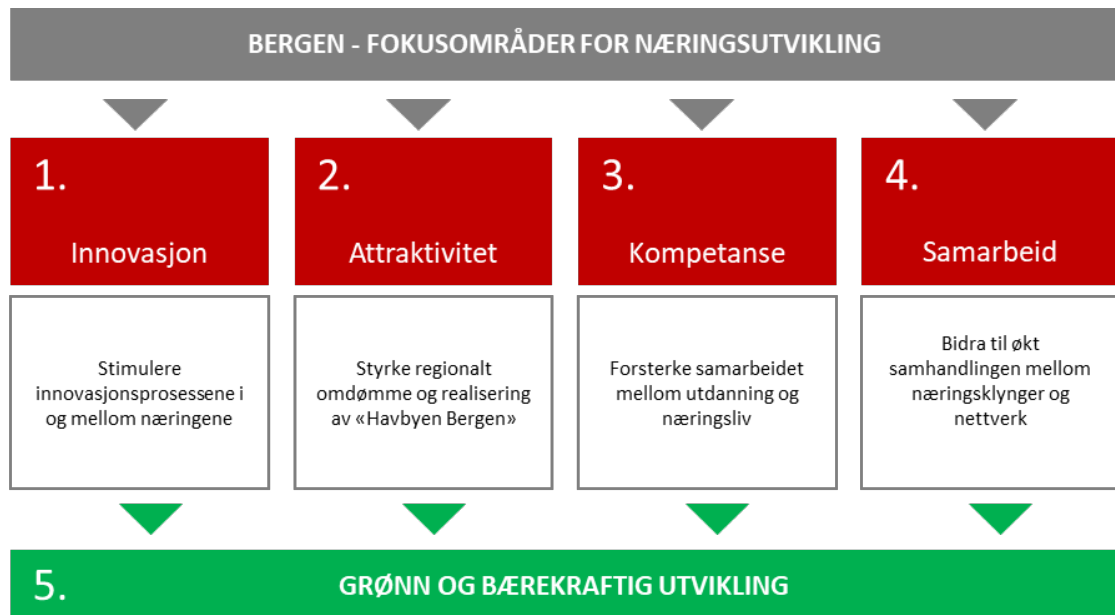 BERGEN - FOKUSOMRÅDER FOR NÆRINGSUTVIKLING
1.
Innovasjon
Stimulere
innovasjonsprosessene i
og mellom næringene
2.
Attraktivitet
Styrke regionalt
omdømme og realisering
av «Havbyen Bergen»
3.
Kompetanse
Forsterke samarbeidet
mellom utdanning og
næringsliv
4.
Samarbeid
Bidra til økt
samhandlingen mellom
næringsklynger og
nettverk
5.
GRØNN OG BÆREKRAFTIG UTVIKLING